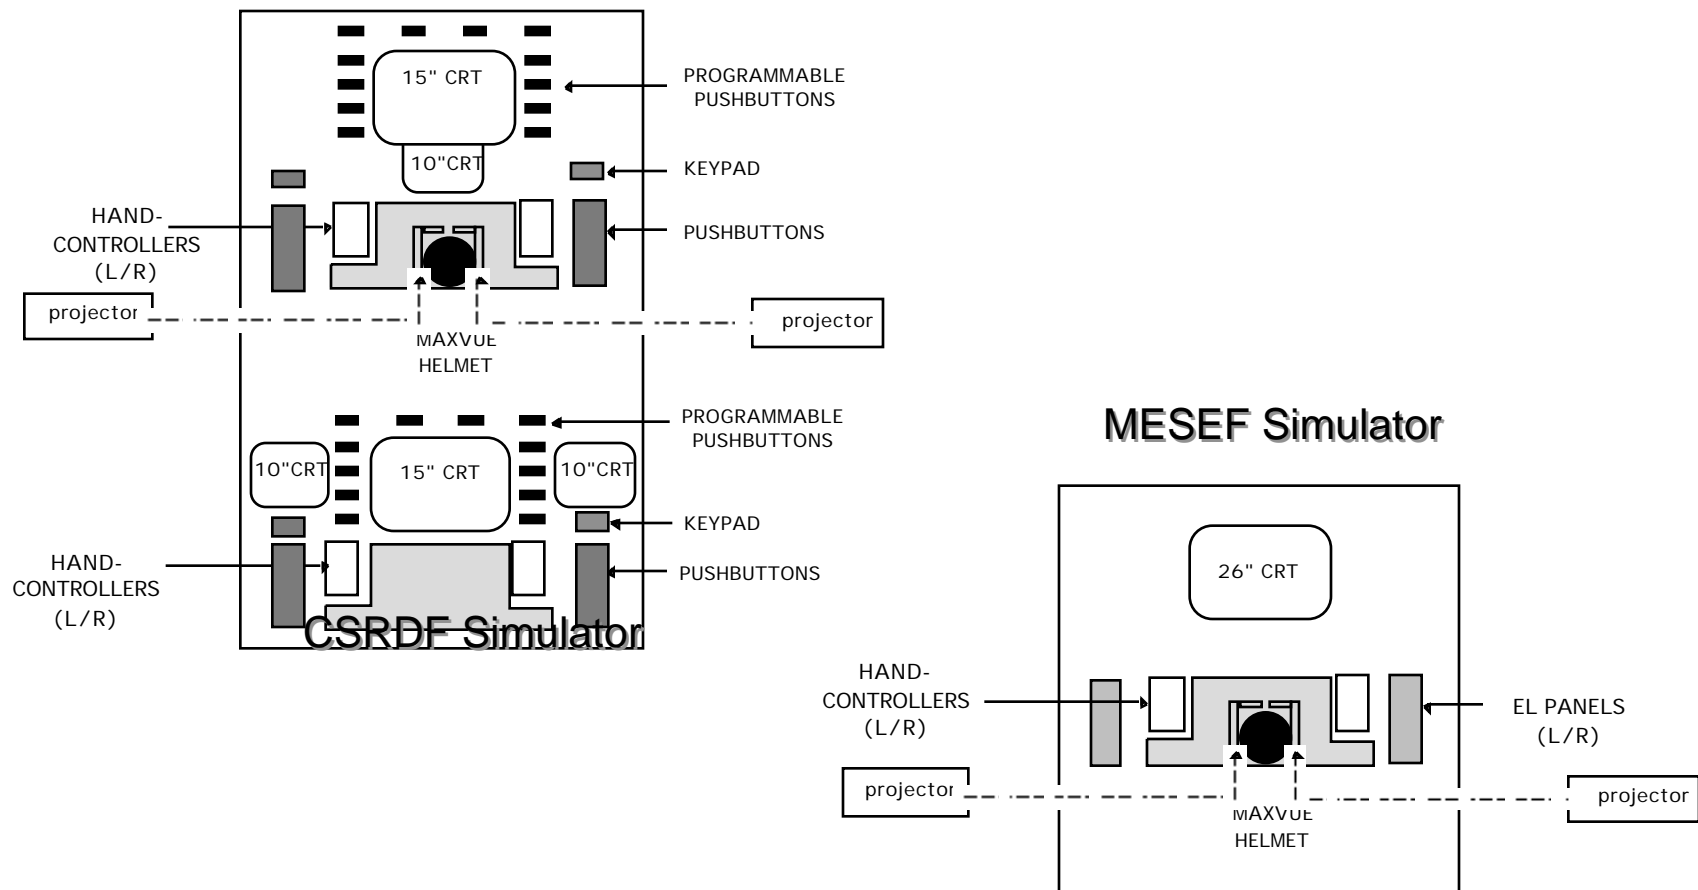 15" CRT
PROGRAMMABLE
PUSHBUTTONS
10"CRT
KEYPAD
HAND-
CONTROLLERS
(L/R)
PUSHBUTTONS
projector
projector
MAXVUE
HELMET
PROGRAMMABLE
PUSHBUTTONS
10"CRT
15" CRT
10"CRT
KEYPAD
HAND-
CONTROLLERS
(L/R)
PUSHBUTTONS
CSRDF Simulator
MESEF Simulator
26" CRT
HAND-
CONTROLLERS
(L/R)
EL PANELS
(L/R)
projector
projector
MAXVUE
HELMET